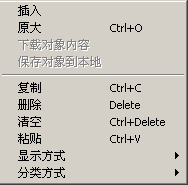 插入
原大 Ctrl+O
下载对象内容
保存对象到本地
复制 Ctrl+C
删除 Delete
清空 Ctrl+Delete
粘贴 Ctrl+V
显示方式
分类方式